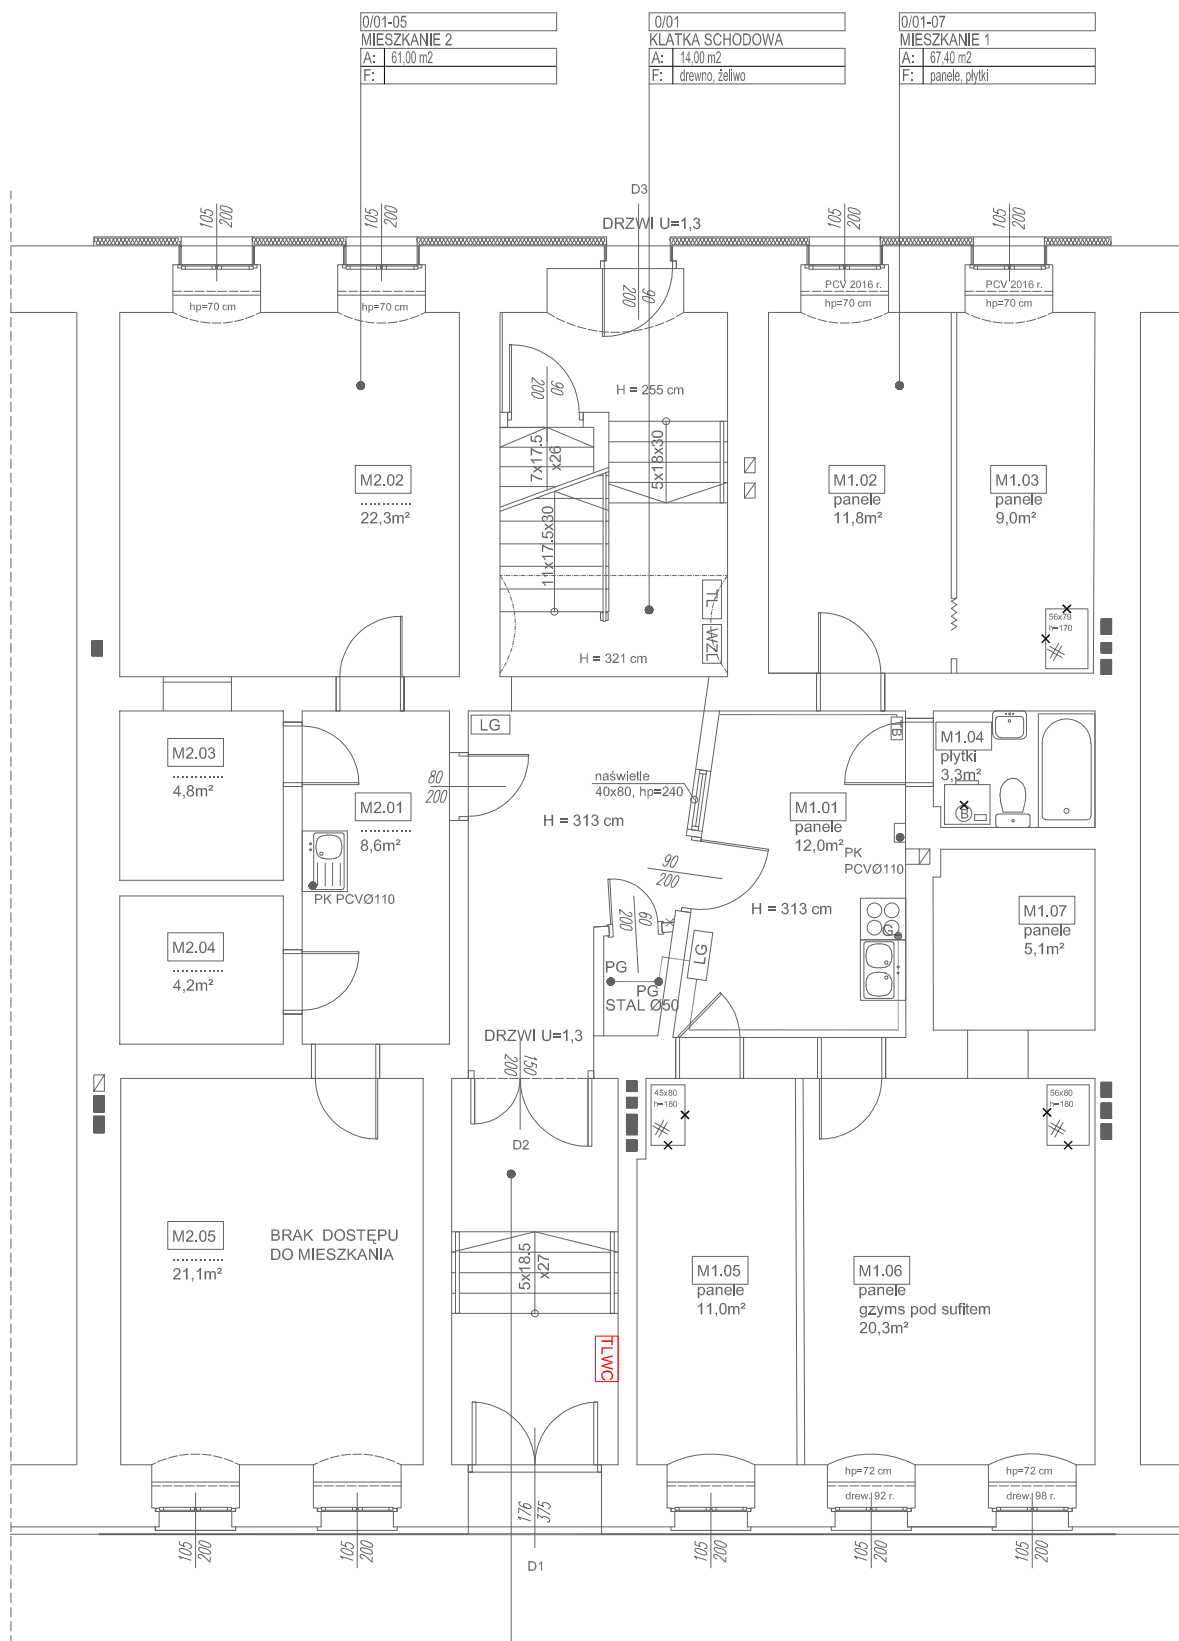 0/01-05
MIESZKANIE 2
A: 61,00 m2
F:
0/01
KLATKA SCHODOWA
A: 14,00 m2
F: drewno, żeliwo
0/01-07
MIESZKANIE 1
A: 67,40 m2
F: panele, płytki
D3
DRZWI U=1,3
105
200
105
200
105
200
105
200
hp=70 cm
hp=70 cm
90
200
PCV 2016 r.
hp=70 cm
PCV 2016 r.
hp=70 cm
90
200
H = 255 cm
7x17.5
x26
5x18x30
11x17.5x30
M2.02
22,3m²
M1.02
panele
11,8m²
M1.03
panele
9,0m²
TL
WZL
56x79
h=170
H = 321 cm
LG
M2.03
4,8m²
M2.01
8,6m²
80
200
naświetle
40x80, hp=240
H = 313 cm
TB
M1.04
płytki
3,3m²
B
M1.01
panele
12,0m²
PK
PCVØ110
90
200
PK PCVØ110
H = 313 cm
60
200
M1.07
panele
5,1m²
G
M2.04
4,2m²
LG
PG
PG
STAL Ø50
DRZWI U=1,3
150
200
D2
45x80
h=180
56x80
h=180
M2.05
21,1m²
BRAK DOSTĘPU
DO MIESZKANIA
5x18.5
x27
M1.05
panele
11,0m²
M1.06
panele
gzyms pod sufitem
20,3m²
TLWC
hp=72 cm
drew. 92 r.
hp=72 cm
drew. 98 r.
176
375
105
200
105
200
105
200
105
200
105
200
D1